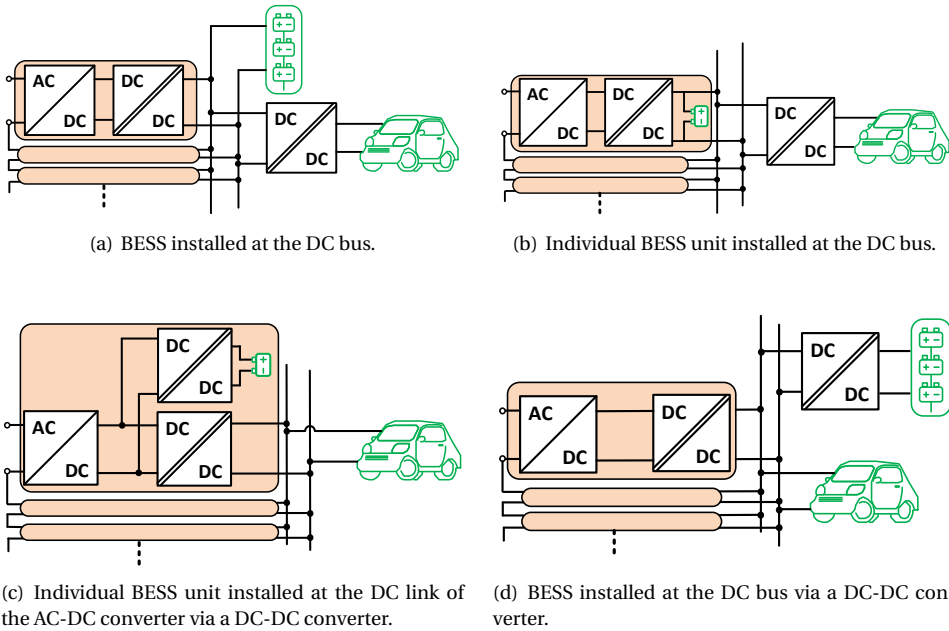 AC
DC
DC
DC
DC
DC
(a) BESS installed at the DC bus.
AC
DC
DC
DC
DC
DC
(b) Individual BESS unit installed at the DC bus.
DC
DC
AC
DC
DC
DC
(c) Individual BESS unit installed at the DC link of
the AC-DC converter via a DC-DC converter.
DC
DC
AC
DC
DC
DC
(d) BESS installed at the DC bus via a DC-DC con
verter.